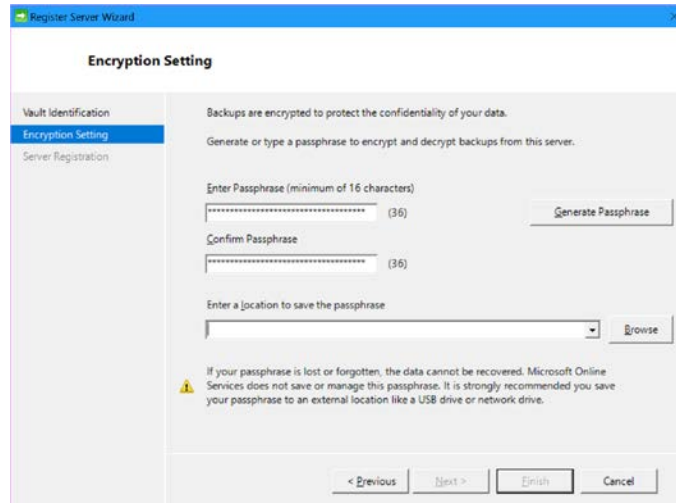 Register Server Wizard
Encryption Setting
Vault Identification
Encryption Setting
Server Registration
Backups are encrypted to protect the confidentiality of your data.
Generate or type a passphrase to encrypt and decrypt backups from this server.
Enter Passphrase (minimum of 16 characters)
************************************ (36)
Generate Passphrase
Confirm Passphrase
************************************ (36)
Enter a location to save the passphrase
Browse
If your passphrase is lost or forgotten, the data cannot be recovered. Microsoft Online
Services does not save or manage this passphrase. It is strongly recommended you save
your passphrase to an external location like a USB drive or network drive.
< Previous
Next >
Finish
Cancel